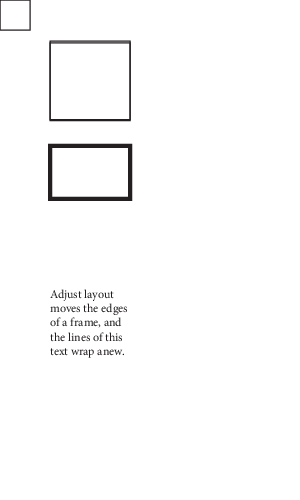 Adjust layout
moves the edges
of a frame, and
the lines of this
text wrap anew.